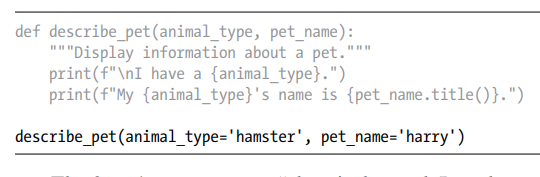 def describe_pet(animal_type, pet_name):
    """Display information about a pet."""
    print(f"\nI have a {animal_type}.")
    print(f"My {animal_type}'s name is {pet_name.title()}.")

describe_pet(animal_type='hamster', pet_name='harry')